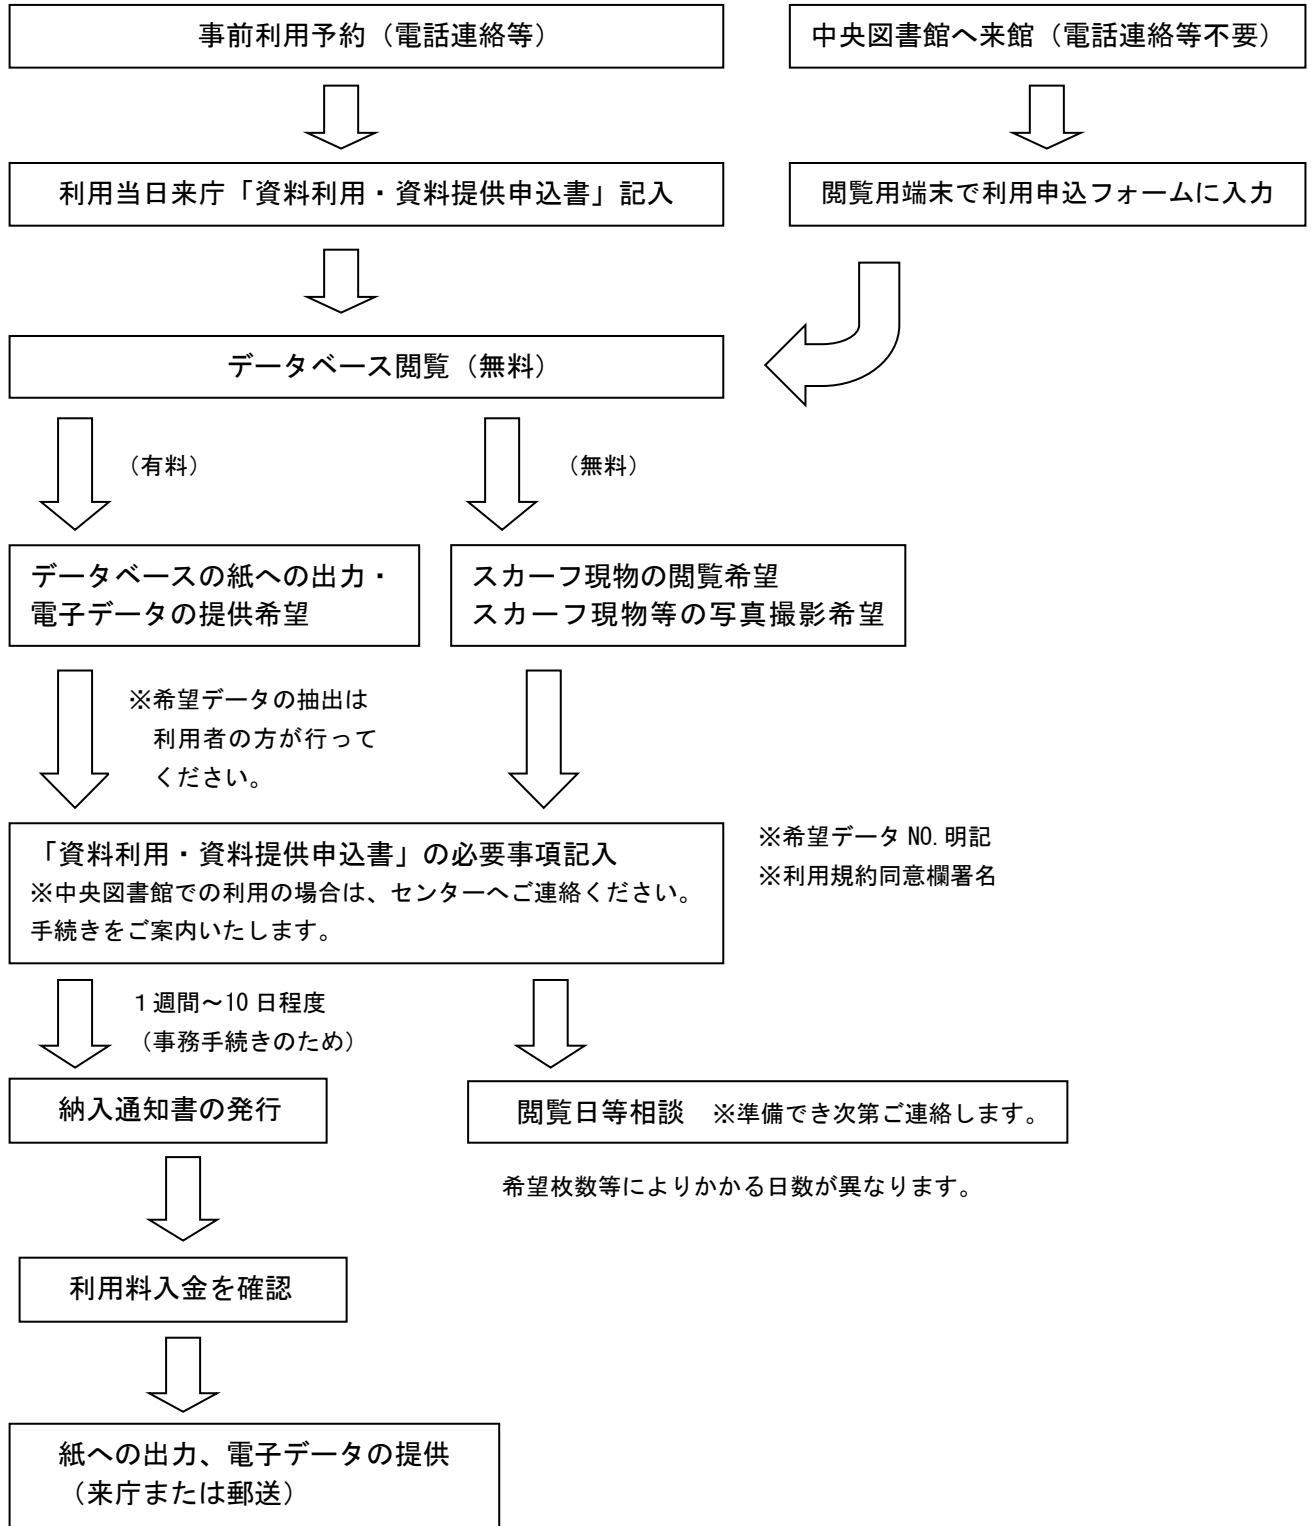 事前利用予約（電話連絡等）
中央図書館へ来館（電話連絡等不要）
利用当日来庁「資料利用・資料提供申込書」記入
閲覧用端末で利用申込フォームに入力
データベース閲覧（無料）
（有料）
（無料）
データベースの紙への出力・
電子データの提供希望
スカーフ現物の閲覧希望
スカーフ現物等の写真撮影希望
※希望データの抽出は
利用者の方が行って
ください。
「資料利用・資料提供申込書」の必要事項記入
※中央図書館での利用の場合は、センターへご連絡ください。
手続きをご案内いたします。
※希望データ NO. 明記
※利用規約同意欄署名
１週間～10 日程度
（事務手続きのため）
納入通知書の発行
閲覧日等相談　※準備でき次第ご連絡します。
希望枚数等によりかかる日数が異なります。
利用料入金を確認
紙への出力、電子データの提供
（来庁または郵送）